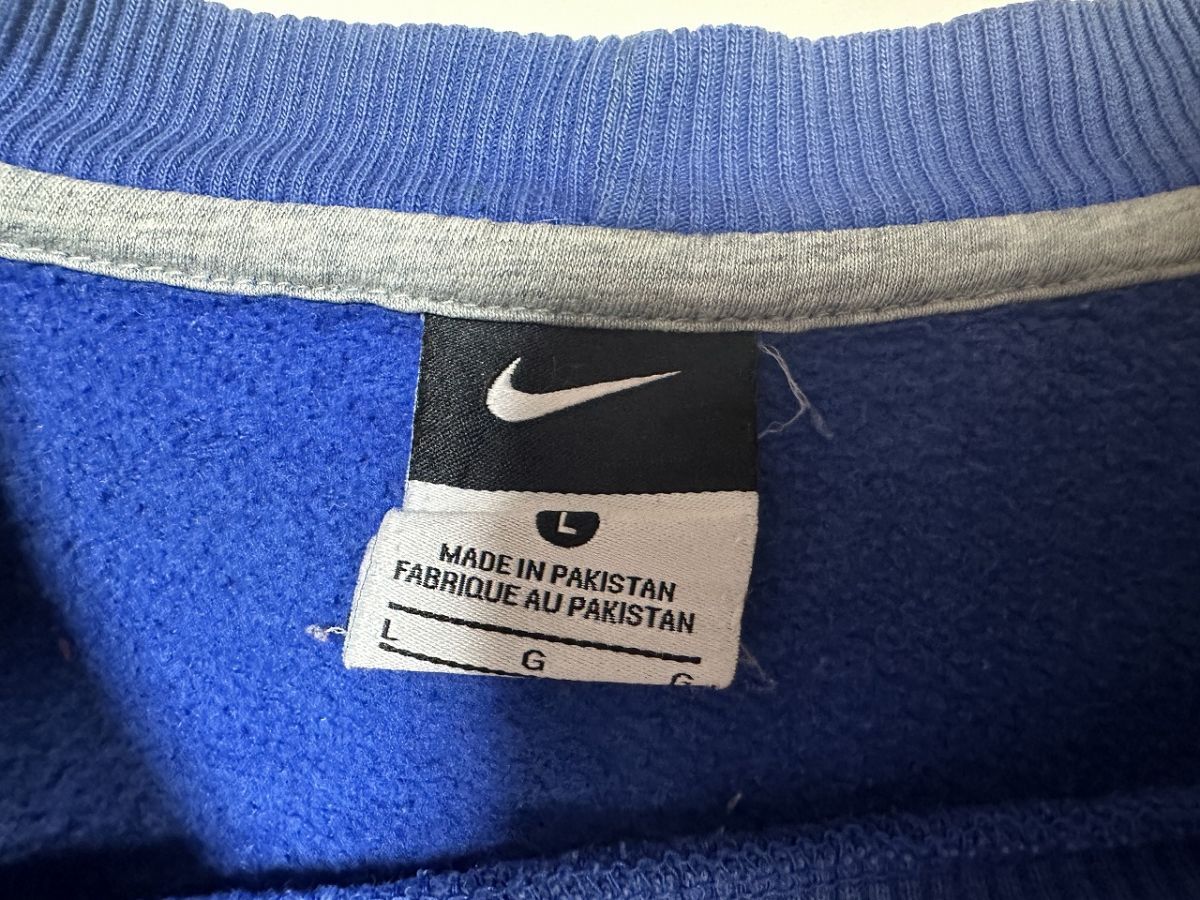 L
MADE IN PAKISTAN
FABRIQUE AU PAKISTAN
L G G